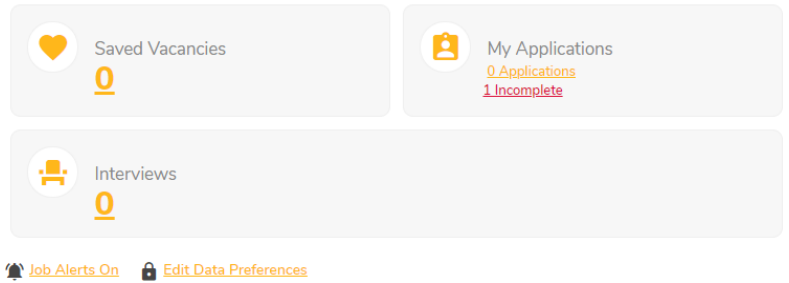 Saved Vacancies
0
My Applications
0 Applications
1 Incomplete
Interviews
0
Job Alerts On
Edit Data Preferences